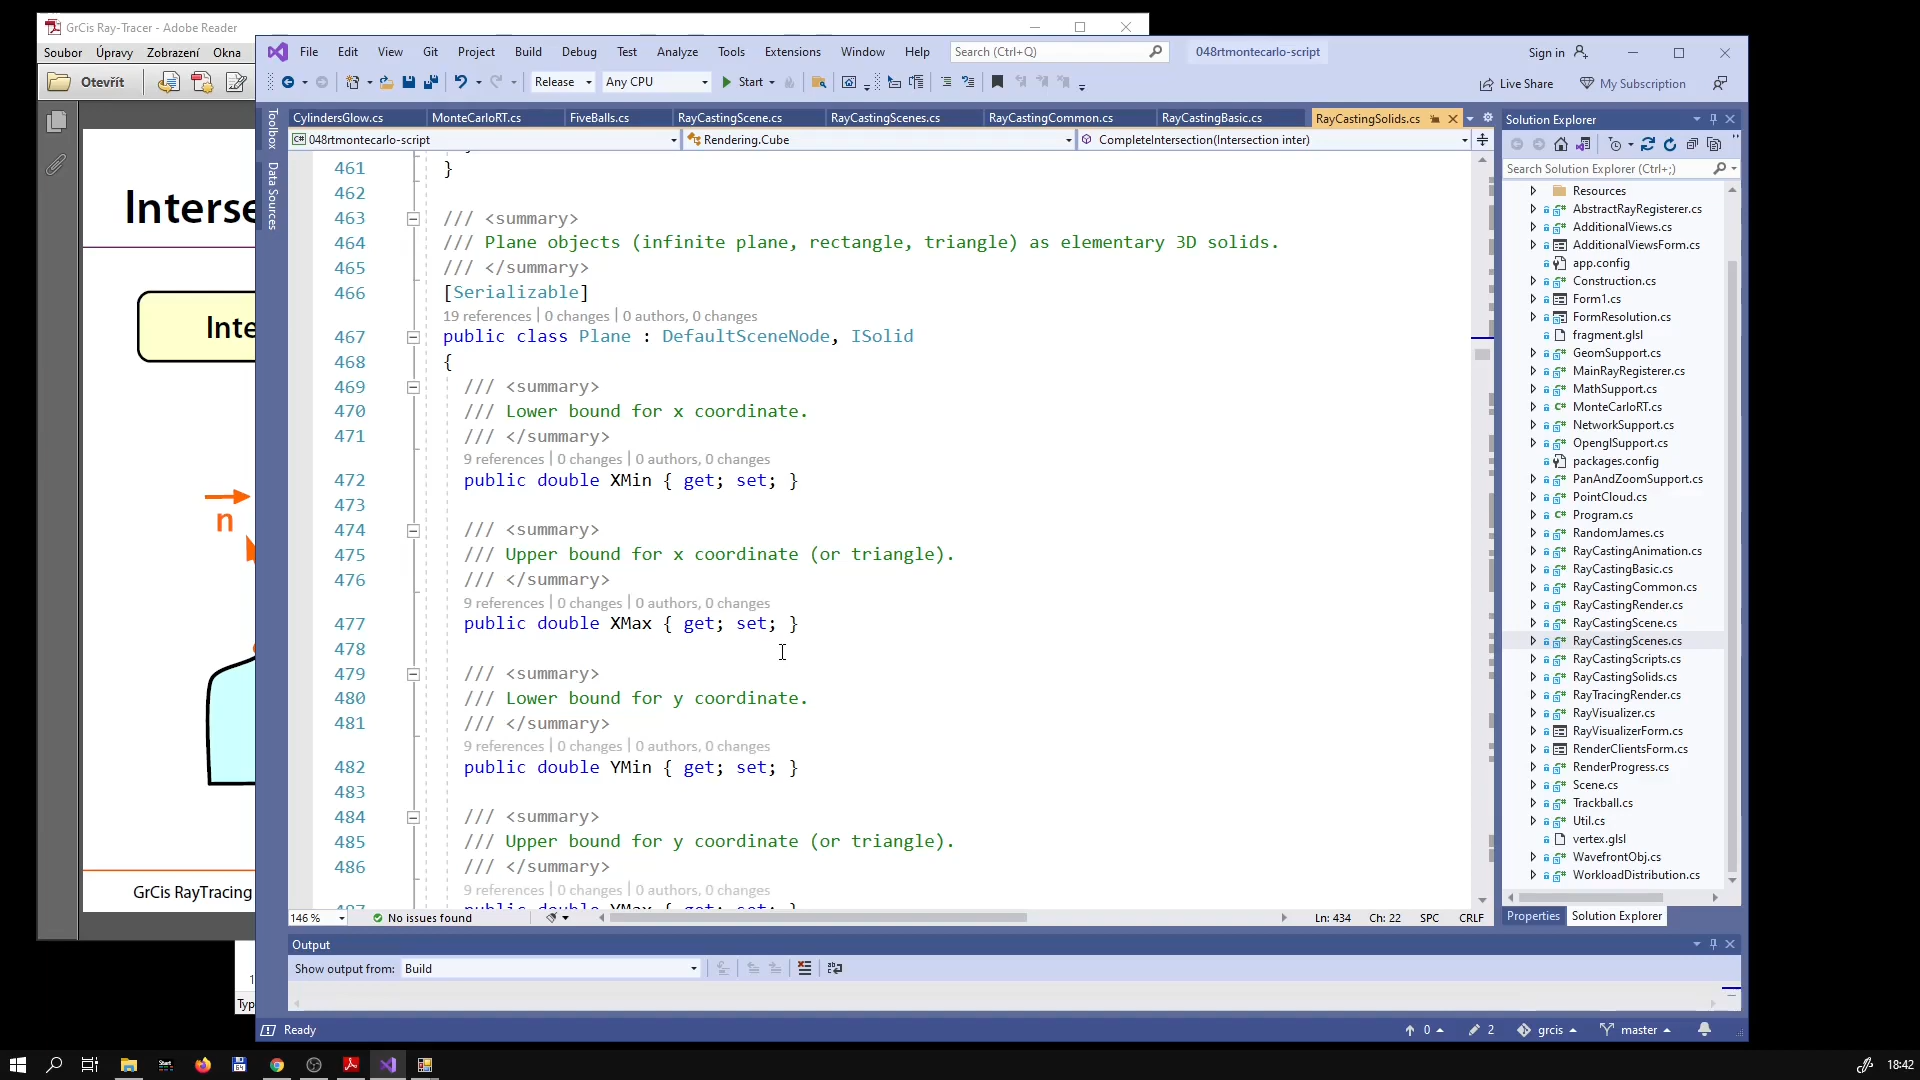 GrCis Ray-Tracer - Adobe Reader
Soubor Úpravy Zobrazení Okna
Otevřít
Interse
Inte
n
GrCis RayTracing
1
Typ
File Edit View Git Project Build Debug Test Analyze Tools Extensions Window Help
Search (Ctrl+Q)
048rtmontecarlo-script
Sign in
Release
Any CPU
Start
Live Share
My Subscription
Toolbox
Data Sources
CylindersGlow.cs MonteCarloRT.cs FiveBalls.cs RayCastingScene.cs RayCastingScenes.cs RayCastingCommon.cs RayCastingBasic.cs RayCastingSolids.cs
048rtmontecarlo-script
Rendering.Cube
CompleteIntersection(Intersection inter)
461 }
462
463 /// <summary>
464 /// Plane objects (infinite plane, rectangle, triangle) as elementary 3D solids.
465 /// </summary>
466 [Serializable]
19 references | 0 changes | 0 authors, 0 changes
467 public class Plane : DefaultSceneNode, ISolid
468 {
469 /// <summary>
470 /// Lower bound for x coordinate.
471 /// </summary>
9 references | 0 changes | 0 authors, 0 changes
472 public double XMin { get; set; }
473
474 /// <summary>
475 /// Upper bound for x coordinate (or triangle).
476 /// </summary>
9 references | 0 changes | 0 authors, 0 changes
477 public double XMax { get; set; }
478
479 /// <summary>
480 /// Lower bound for y coordinate.
481 /// </summary>
9 references | 0 changes | 0 authors, 0 changes
482 public double YMin { get; set; }
483
484 /// <summary>
485 /// Upper bound for y coordinate (or triangle).
486 /// </summary>
9 references | 0 changes | 0 authors, 0 changes
487 public double YMax { get; set; }
146 %
No issues found
Ln: 434 Ch: 22 SPC CRLF
Solution Explorer
Search Solution Explorer (Ctrl+;)
Resources
AbstractRayRegisterer.cs
AdditionalViews.cs
AdditionalViewsForm.cs
app.config
Construction.cs
Form1.cs
FormResolution.cs
fragment.glsl
GeomSupport.cs
MainRayRegisterer.cs
MathSupport.cs
MonteCarloRT.cs
NetworkSupport.cs
OpenglSupport.cs
packages.config
PanAndZoomSupport.cs
PointCloud.cs
Program.cs
RandomJames.cs
RayCastingAnimation.cs
RayCastingBasic.cs
RayCastingCommon.cs
RayCastingRender.cs
RayCastingScene.cs
RayCastingScenes.cs
RayCastingScripts.cs
RayCastingSolids.cs
RayTracingRender.cs
RayVisualizer.cs
RayVisualizerForm.cs
RenderClientsForm.cs
RenderProgress.cs
Scene.cs
Trackball.cs
Util.cs
vertex.glsl
WavefrontObj.cs
WorkloadDistribution.cs
Properties Solution Explorer
Output
Show output from: Build
Ready
0
2
grcis
master
Start
18:42